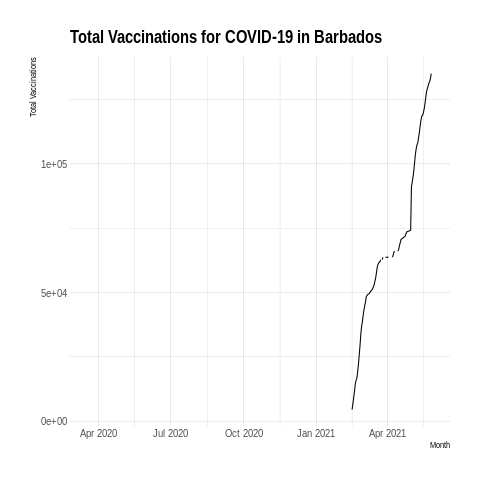 Total Vaccinations for COVID-19 in Barbados
Total Vaccinations
1e+05
5e+04
0e+00
Apr 2020 Jul 2020 Oct 2020 Jan 2021 Apr 2021
Month